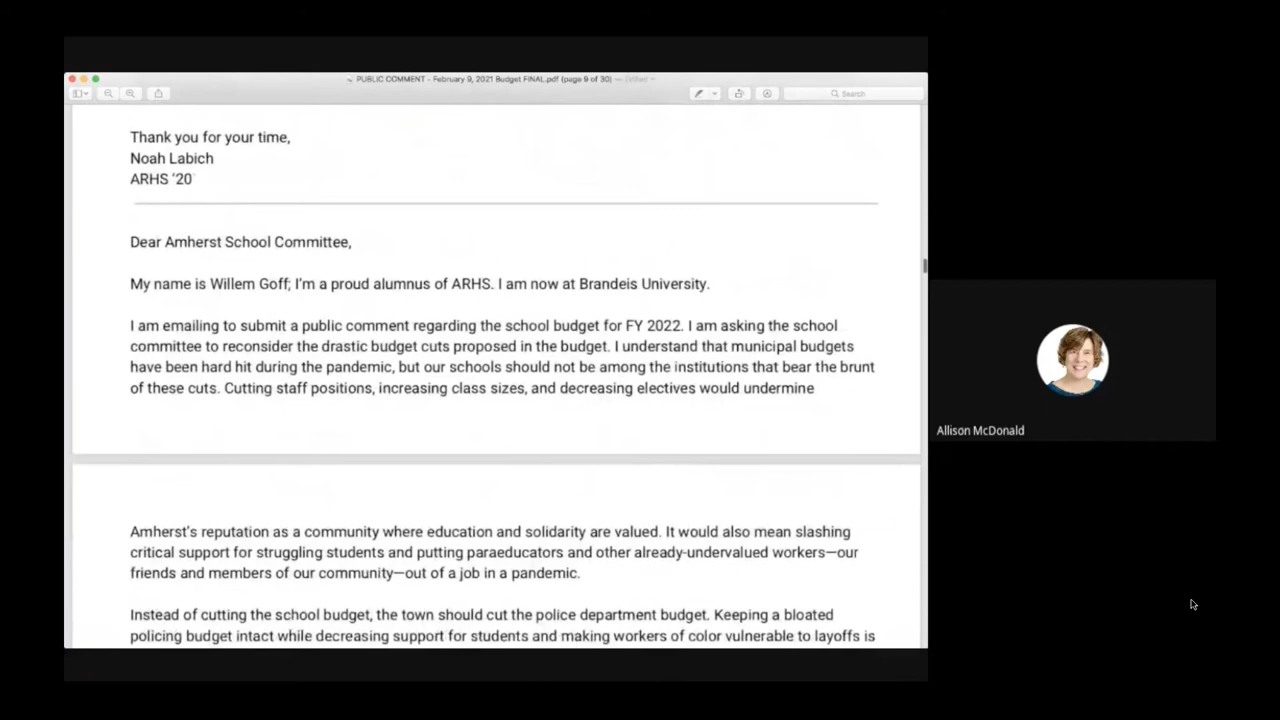 PUBLIC COMMENT - February 9, 2021 Budget FINAL.pdf (page 9 of 30) — Edited
Search
Thank you for your time,
Noah Labich
ARHS '20
Dear Amherst School Committee,
My name is Willem Goff; I'm a proud alumnus of ARHS. I am now at Brandeis University.
I am emailing to submit a public comment regarding the school budget for FY 2022. I am asking the school
committee to reconsider the drastic budget cuts proposed in the budget. I understand that municipal budgets
have been hard hit during the pandemic, but our schools should not be among the institutions that bear the brunt
of these cuts. Cutting staff positions, increasing class sizes, and decreasing electives would undermine
Allison McDonald
Amherst's reputation as a community where education and solidarity are valued. It would also mean slashing
critical support for struggling students and putting paraeducators and other already-undervalued workers—our
friends and members of our community—out of a job in a pandemic.
Instead of cutting the school budget, the town should cut the police department budget. Keeping a bloated
policing budget intact while decreasing support for students and making workers of color vulnerable to layoffs is